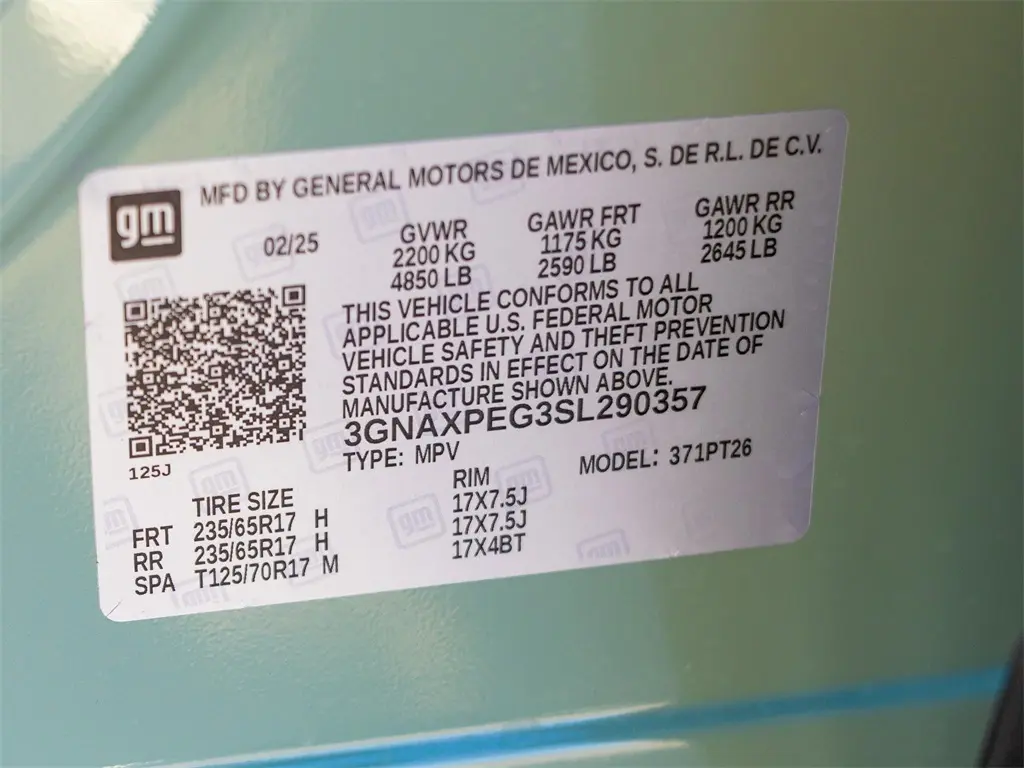 gm
MFD BY GENERAL MOTORS DE MEXICO, S. DE R.L. DE C.V.
02/25 GVWR GAWR FRT GAWR RR
2200 KG 1175 KG 1200 KG
4850 LB 2590 LB 2645 LB
THIS VEHICLE CONFORMS TO ALL
APPLICABLE U.S. FEDERAL MOTOR
VEHICLE SAFETY AND THEFT PREVENTION
STANDARDS IN EFFECT ON THE DATE OF
MANUFACTURE SHOWN ABOVE.
3GNAXPEG3SL290357
125J
TYPE: MPV MODEL: 371PT26
TIRE SIZE RIM
FRT 235/65R17 H 17X7.5J
RR 235/65R17 H 17X7.5J
SPA T125/70R17 M 17X4BT